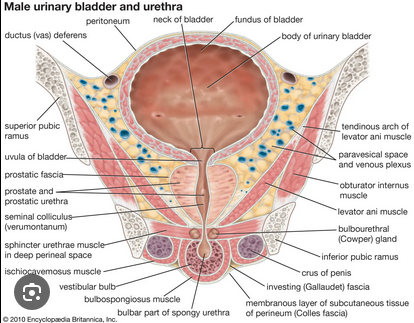 Male urinary bladder and urethra
peritoneum
neck of bladder
fundus of bladder
ductus (vas) deferens
body of urinary bladder
superior pubic
ramus
tendinous arch of
levator ani muscle
uvula of bladder
paravesical space
and venous plexus
prostatic fascia
prostate and
prostatic urethra
obturator internus
muscle
seminal colliculus
(verumontanum)
levator ani muscle
sphincter urethrae muscle
in deep perineal space
bulbourethral
(Cowper) gland
ischiocavernosus muscle
inferior pubic ramus
vestibular bulb
crus of penis
bulbospongiosus muscle
investing (Gallaudet) fascia
bulbar part of spongy urethra
membranous layer of subcutaneous tissue
of perineum (Colles fascia)
© 2010 Encyclopædia Britannica, Inc.